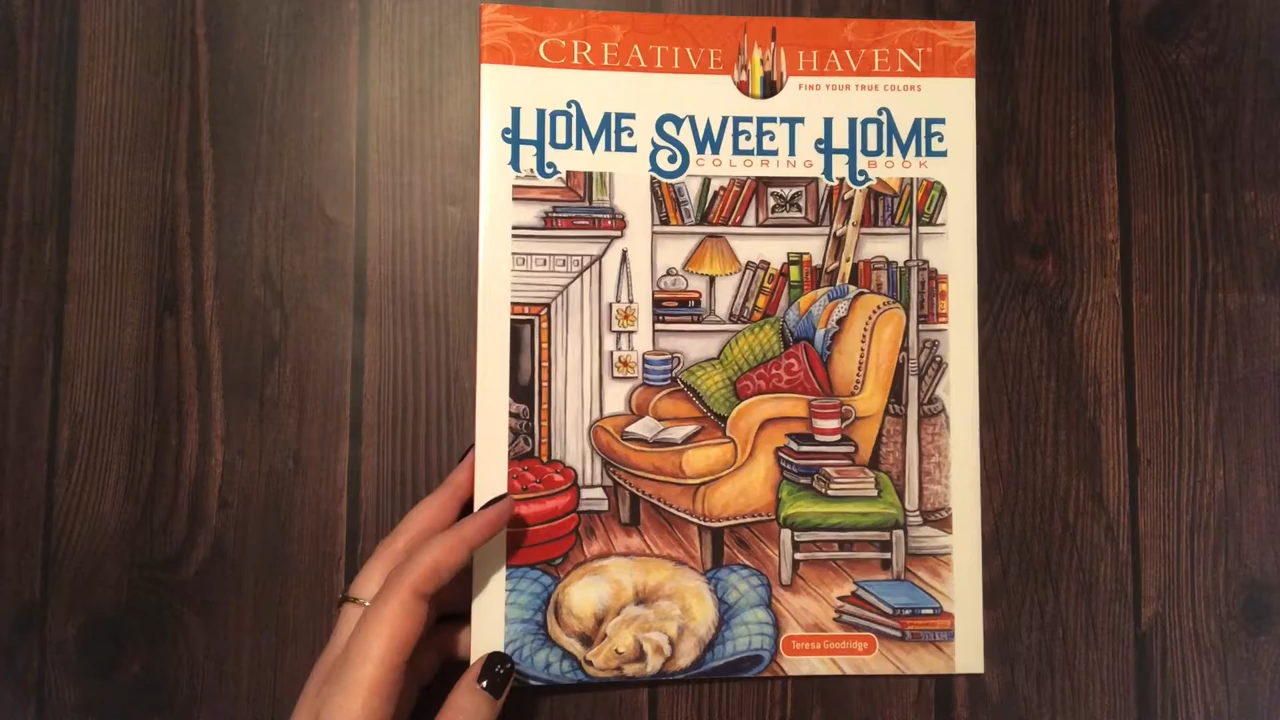 CREATIVE HAVEN®
FIND YOUR TRUE COLORS
HOME SWEET HOME
COLORING BOOK
Teresa Goodridge